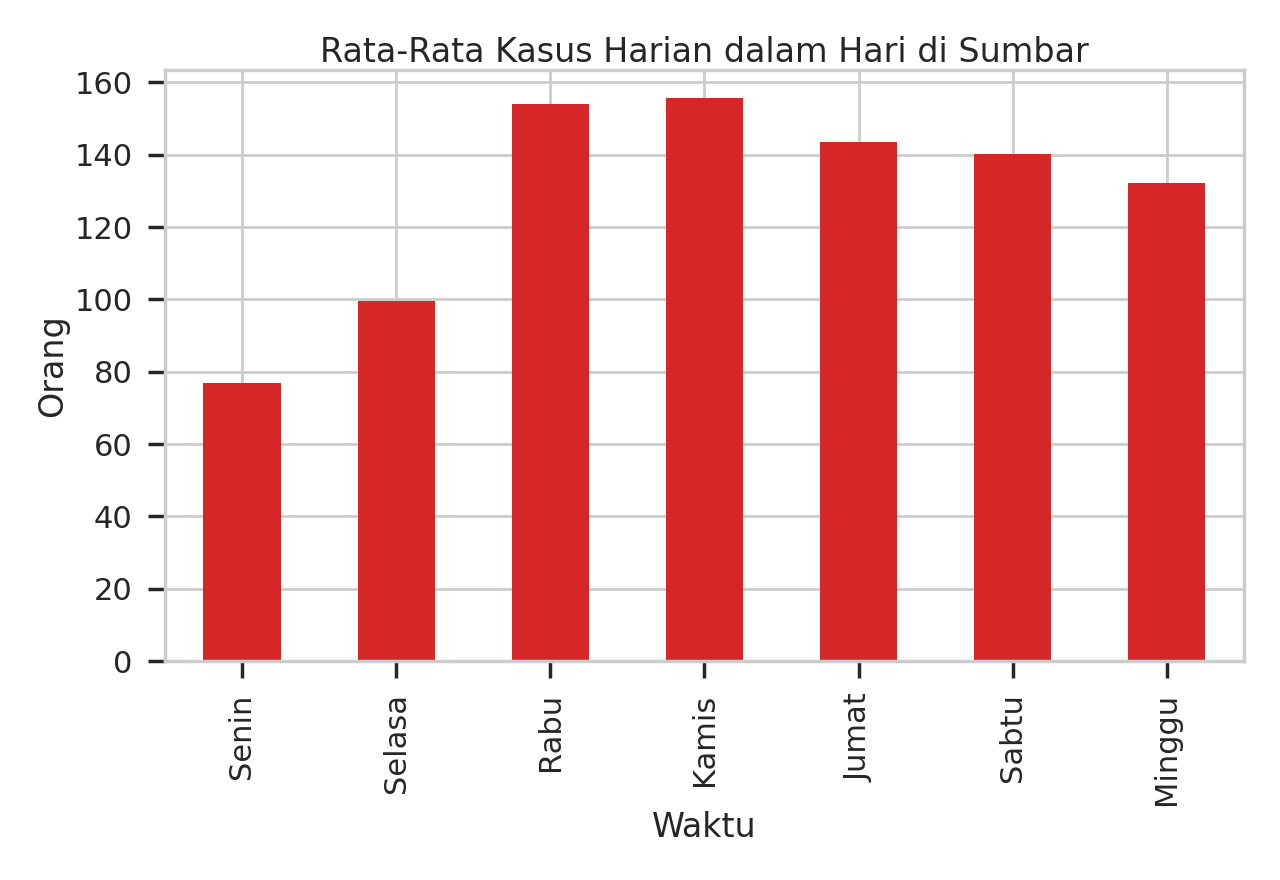 Rata-Rata Kasus Harian dalam Hari di Sumbar
160
140
120
100
80
60
40
20
0
Orang
Senin
Selasa
Rabu
Kamis
Jumat
Sabtu
Minggu
Waktu